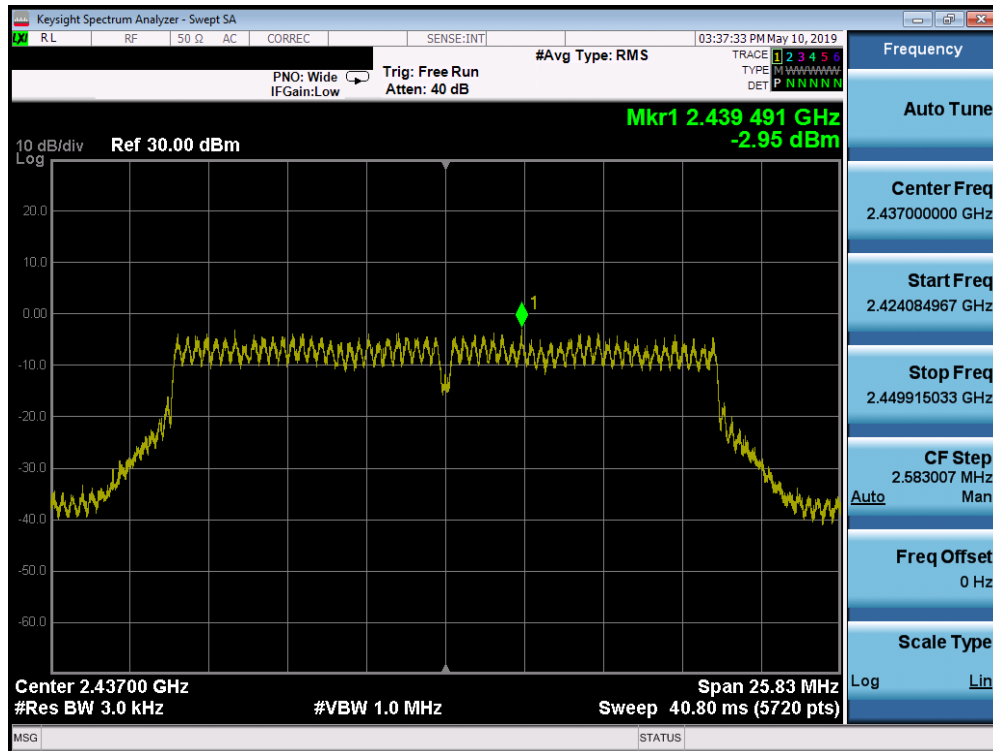 Keysight Spectrum Analyzer - Swept SA
LXI RL RF 50 Ω AC CORREC SENSE:INT 03:37:33 PM May 10, 2019
#Avg Type: RMS
TRACE 1 2 3 4 5 6
TYPE M WWWWW
DET P N N N N N
PNO: Wide Trig: Free Run
IFGain:Low Atten: 40 dB
Mkr1 2.439 491 GHz
-2.95 dBm
10 dB/div Ref 30.00 dBm
Log
20.0
10.0
0.00
-10.0
-20.0
-30.0
-40.0
-50.0
-60.0
1
Center 2.43700 GHz Span 25.83 MHz
#Res BW 3.0 kHz #VBW 1.0 MHz Sweep 40.80 ms (5720 pts)
MSG STATUS
Frequency
Auto Tune
Center Freq
2.437000000 GHz
Start Freq
2.424084967 GHz
Stop Freq
2.449915033 GHz
CF Step
2.583007 MHz
Auto Man
Freq Offset
0 Hz
Scale Type
Log Lin